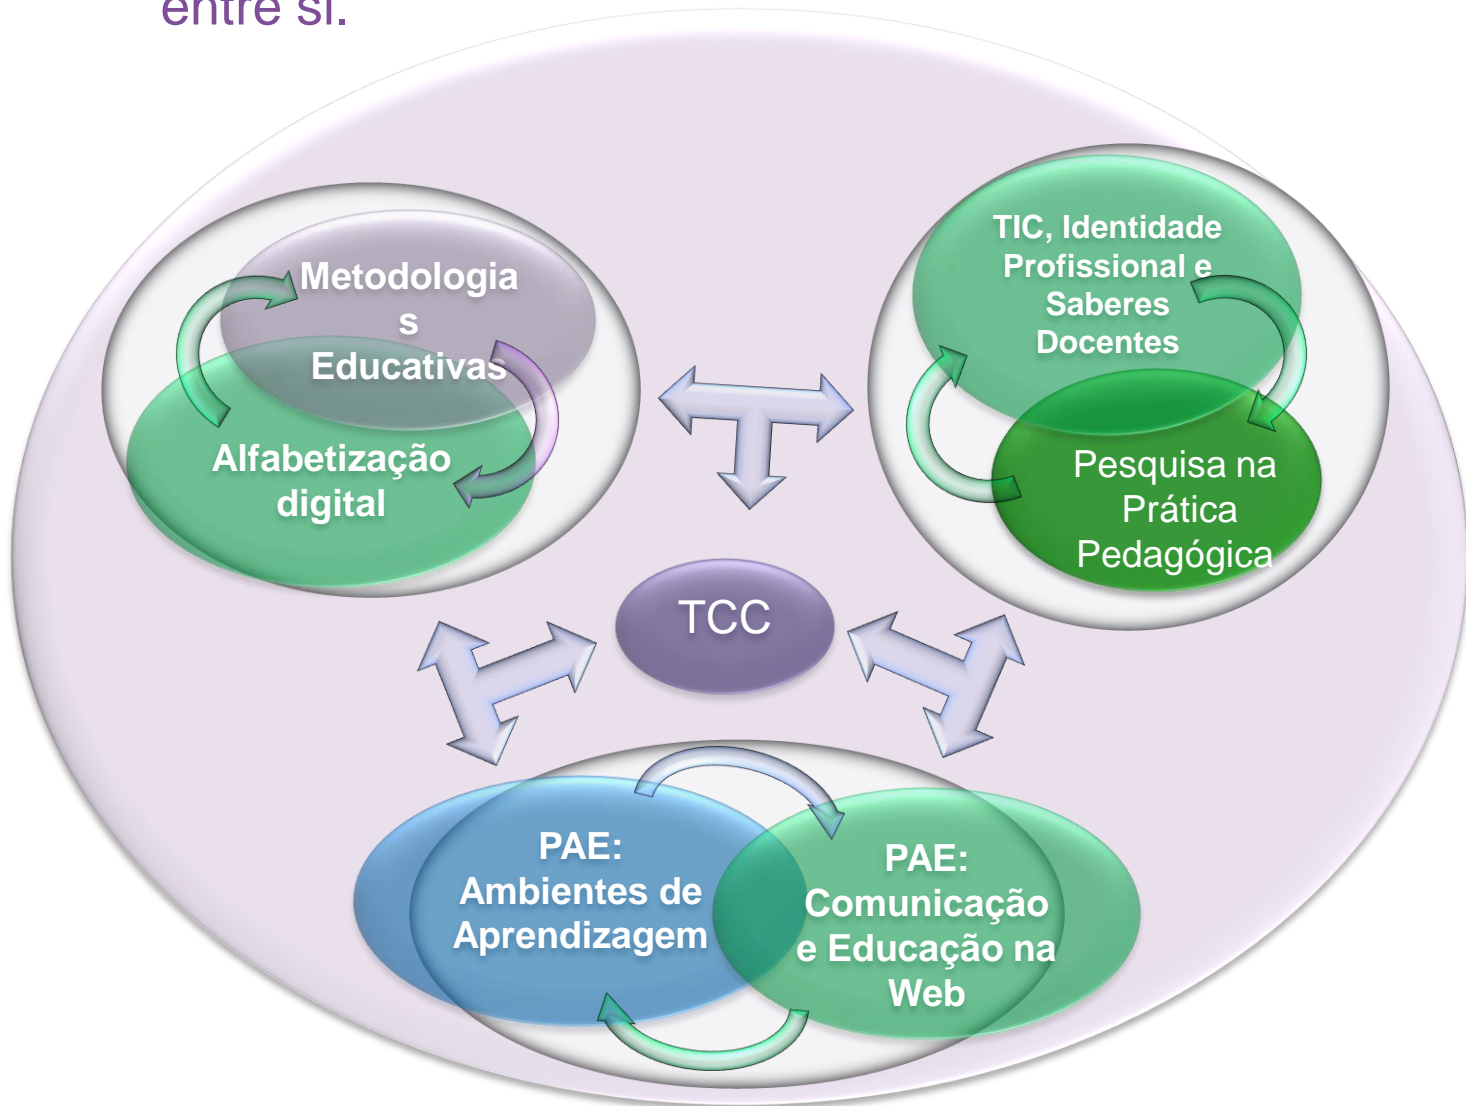 entre si.
Metodologia
s
Educativas
Alfabetização
digital
TIC, Identidade
Profissional e
Saberes
Docentes
Pesquisa na
Prática
Pedagógica
TCC
PAE:
Ambientes de
Aprendizagem
PAE:
Comunicação
e Educação na
Web